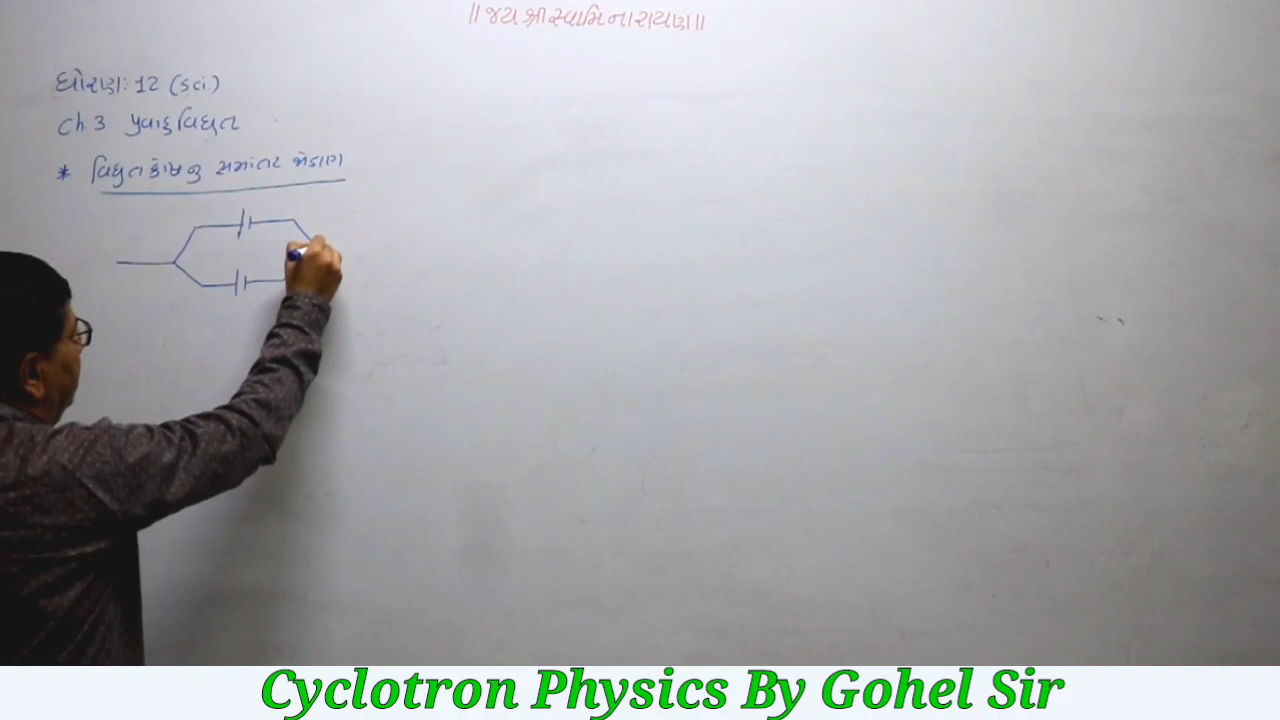 ॥ જય શ્રી સ્વામિનારાયણ ॥
ધોરણ: 12 (Sci.)
Ch. 3 પ્રવાહ વિદ્યુત
* વિદ્યુતકોષનુ સમાંતર જોડાણ
Cyclotron Physics By Gohel Sir